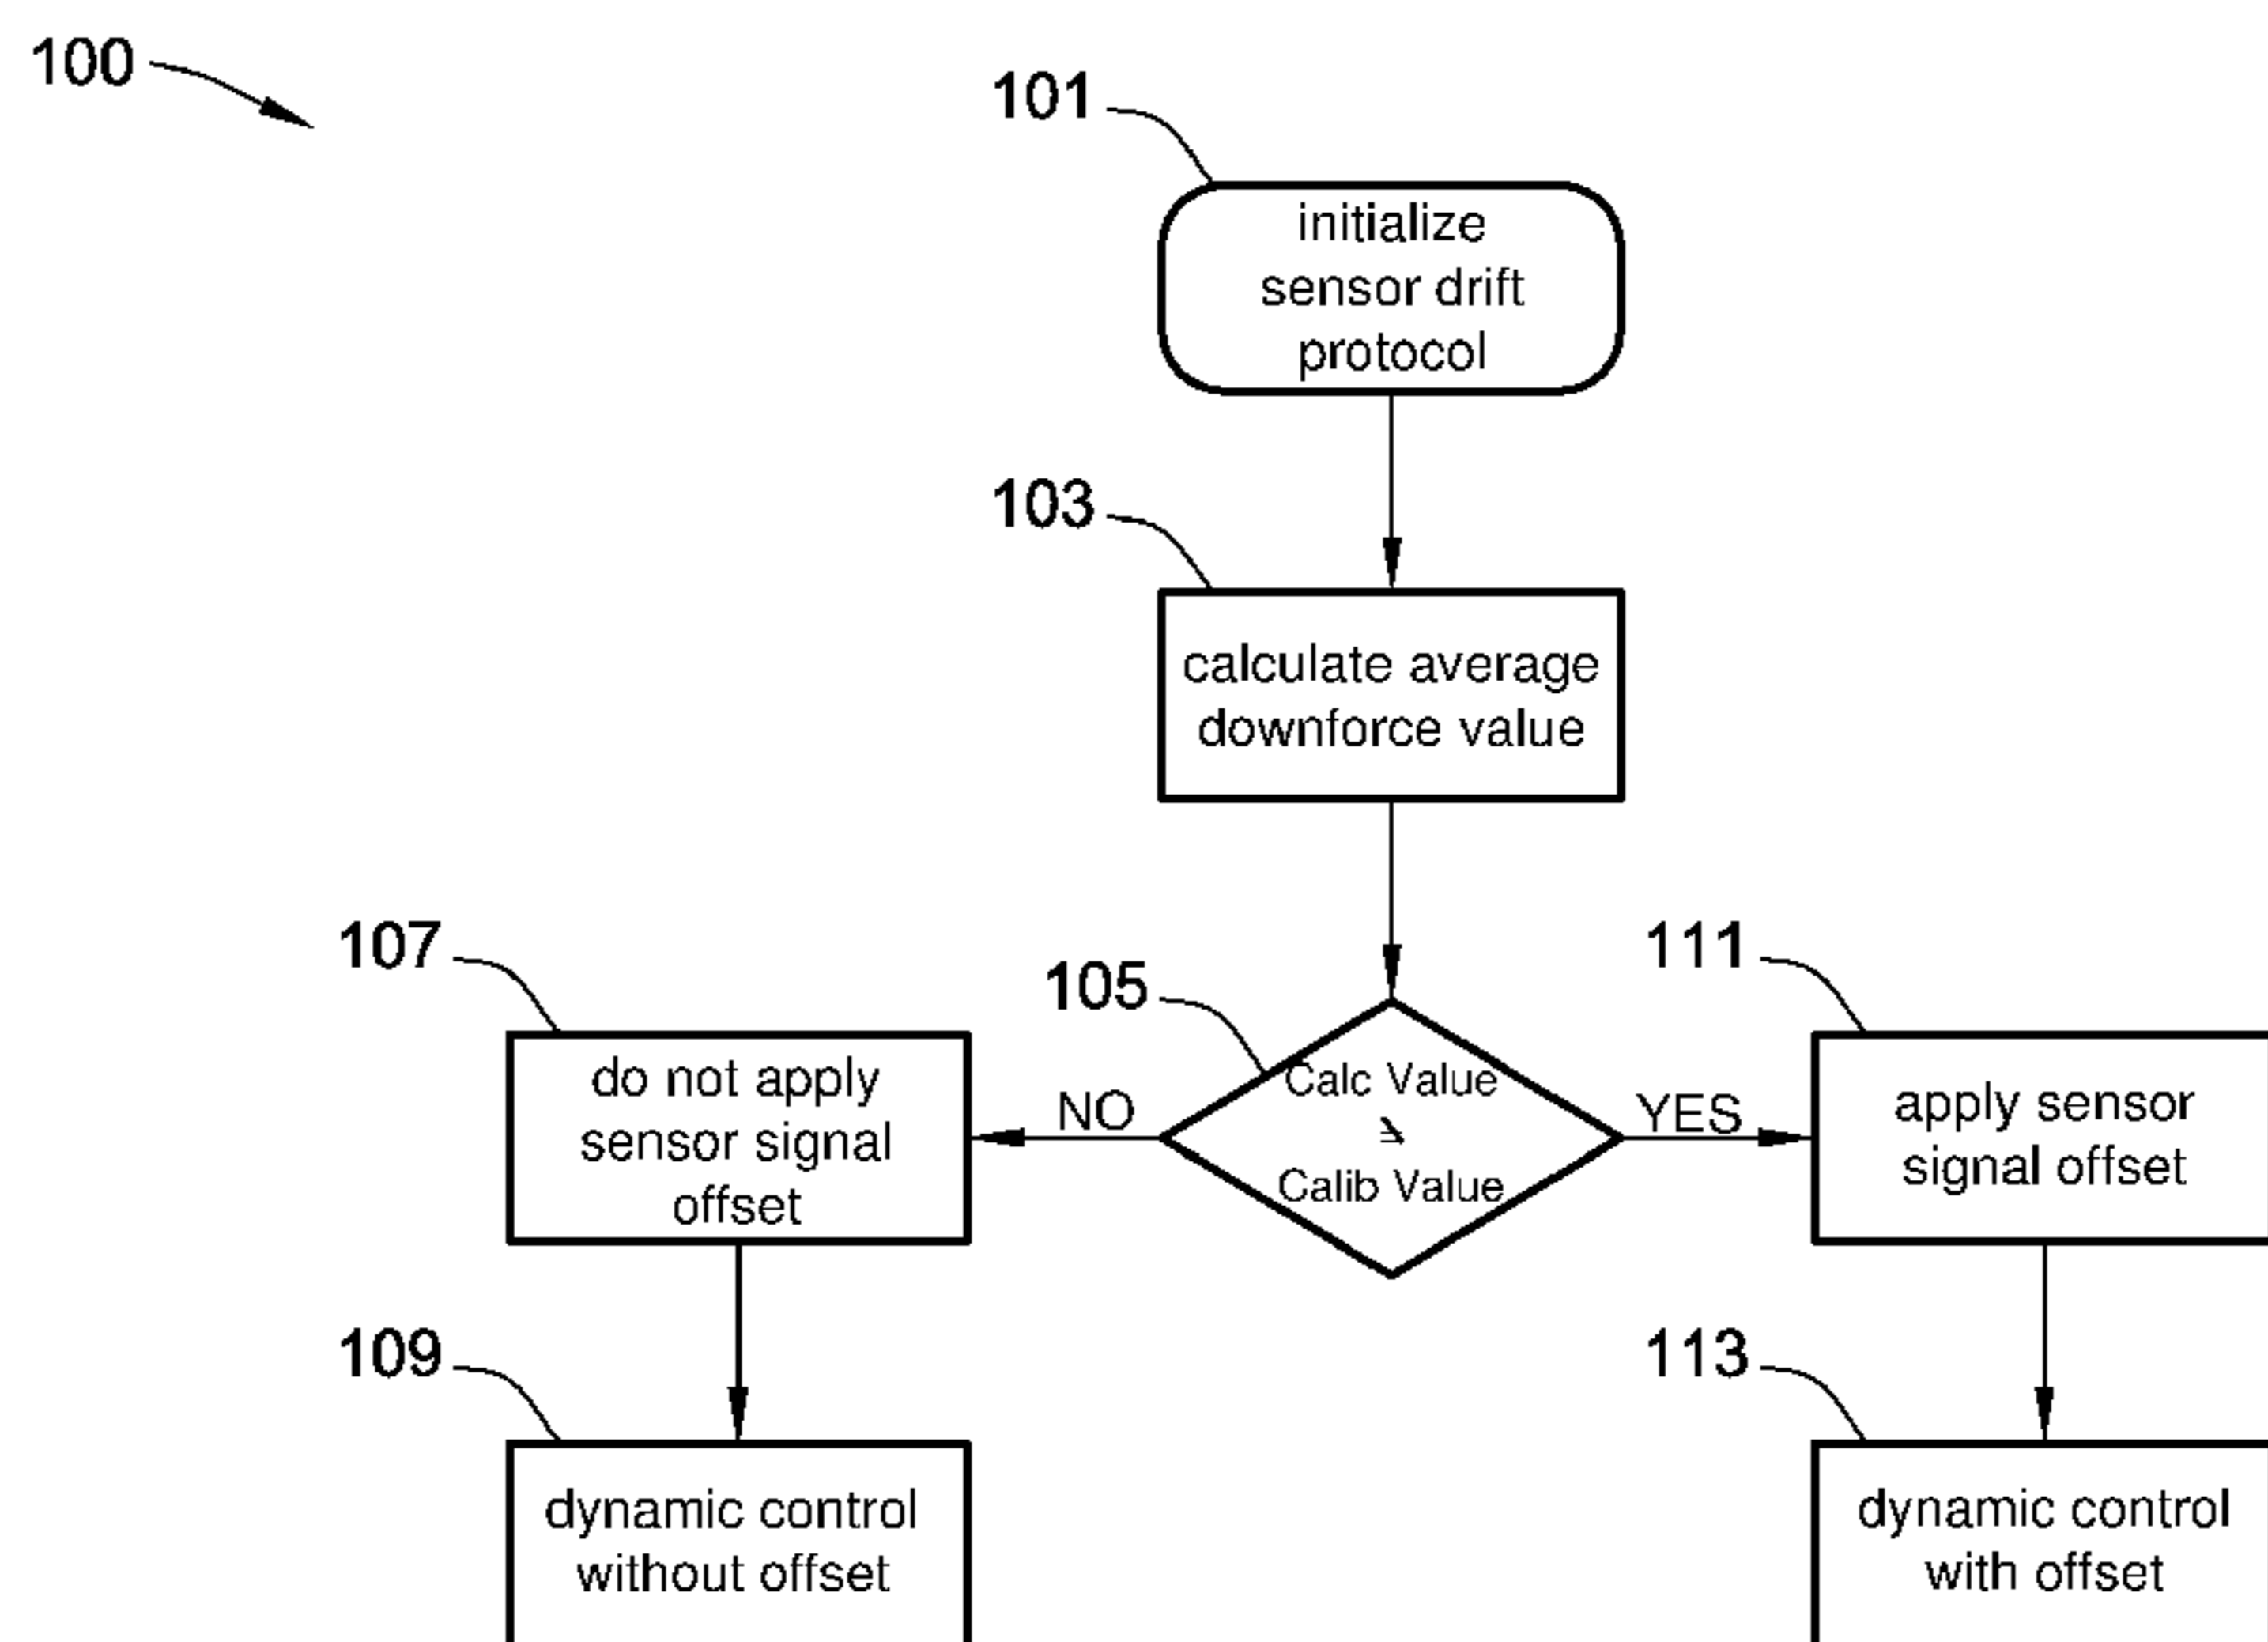 100
101
initialize
sensor drift
protocol
103
calculate average
downforce value
107
105
111
do not apply
sensor signal
offset
NO
Calc Value
Calib Value
YES
apply sensor
signal offset
109
113
dynamic control
without offset
dynamic control
with offset